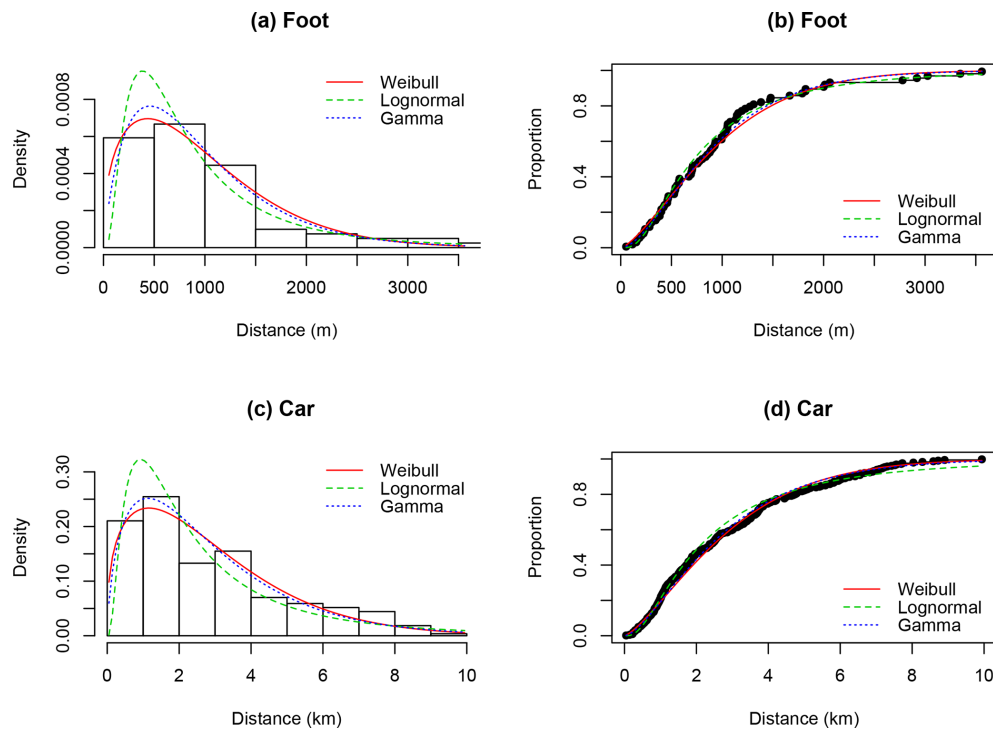 (a) Foot
Density
0.0000 0.0004 0.0008
Weibull
Lognormal
Gamma
0 500 1000 2000 3000
Distance (m)
(b) Foot
Proportion
0.0 0.4 0.8
Weibull
Lognormal
Gamma
0 500 1000 2000 3000
Distance (m)
(c) Car
Density
0.00 0.10 0.20 0.30
Weibull
Lognormal
Gamma
0 2 4 6 8 10
Distance (km)
(d) Car
Proportion
0.0 0.4 0.8
Weibull
Lognormal
Gamma
0 2 4 6 8 10
Distance (km)